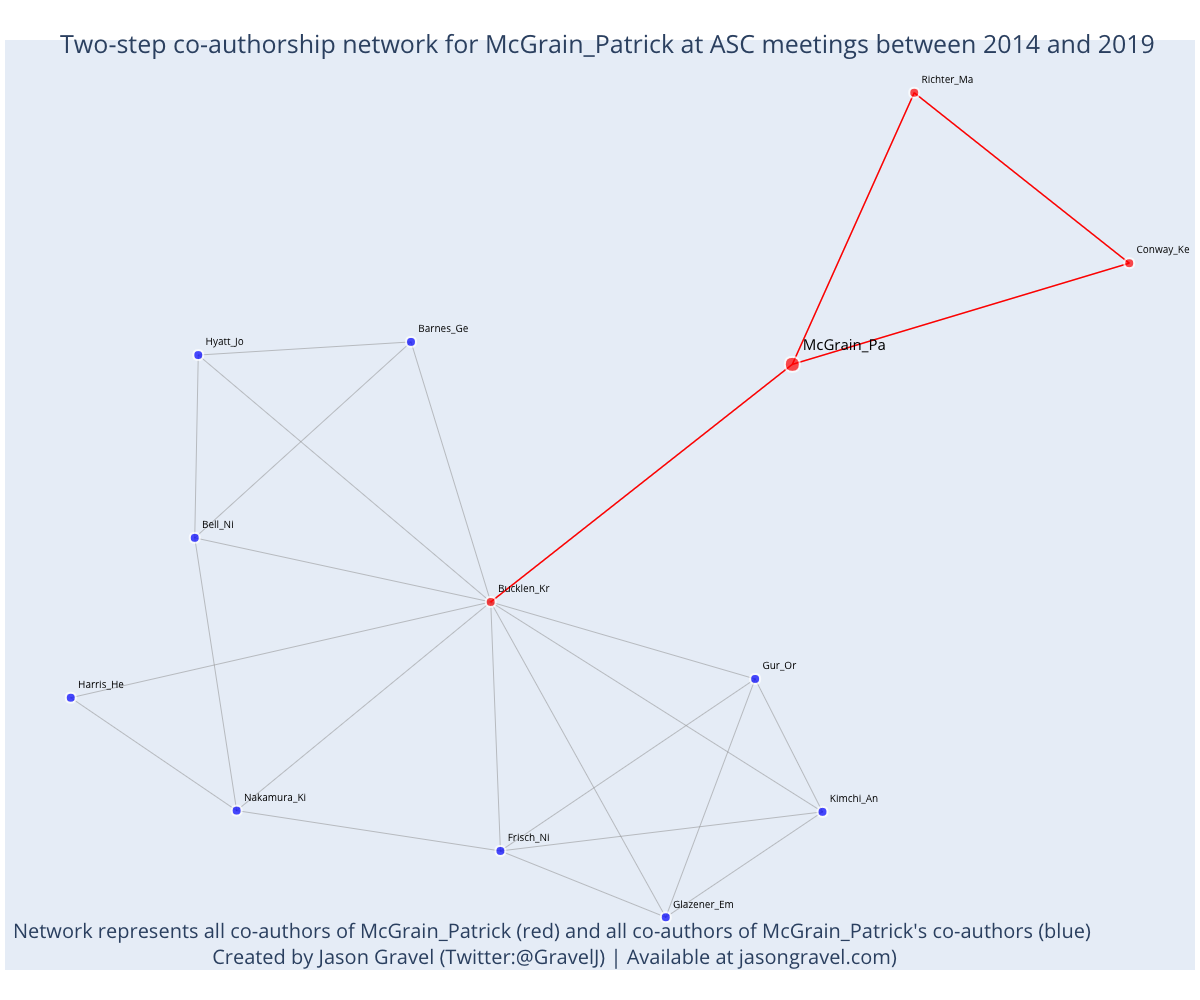 Two-step co-authorship network for McGrain_Patrick at ASC meetings between 2014 and 2019
Richter_Ma
Conway_Ke
Barnes_Ge
Hyatt_Jo
McGrain_Pa
Bell_Ni
Bucklen_Kr
Gur_Or
Harris_He
Nakamura_Ki
Kimchi_An
Frisch_Ni
Glazener_Em
Network represents all co-authors of McGrain_Patrick (red) and all co-authors of McGrain_Patrick's co-authors (blue)
Created by Jason Gravel (Twitter:@GravelJ) | Available at jasongravel.com)